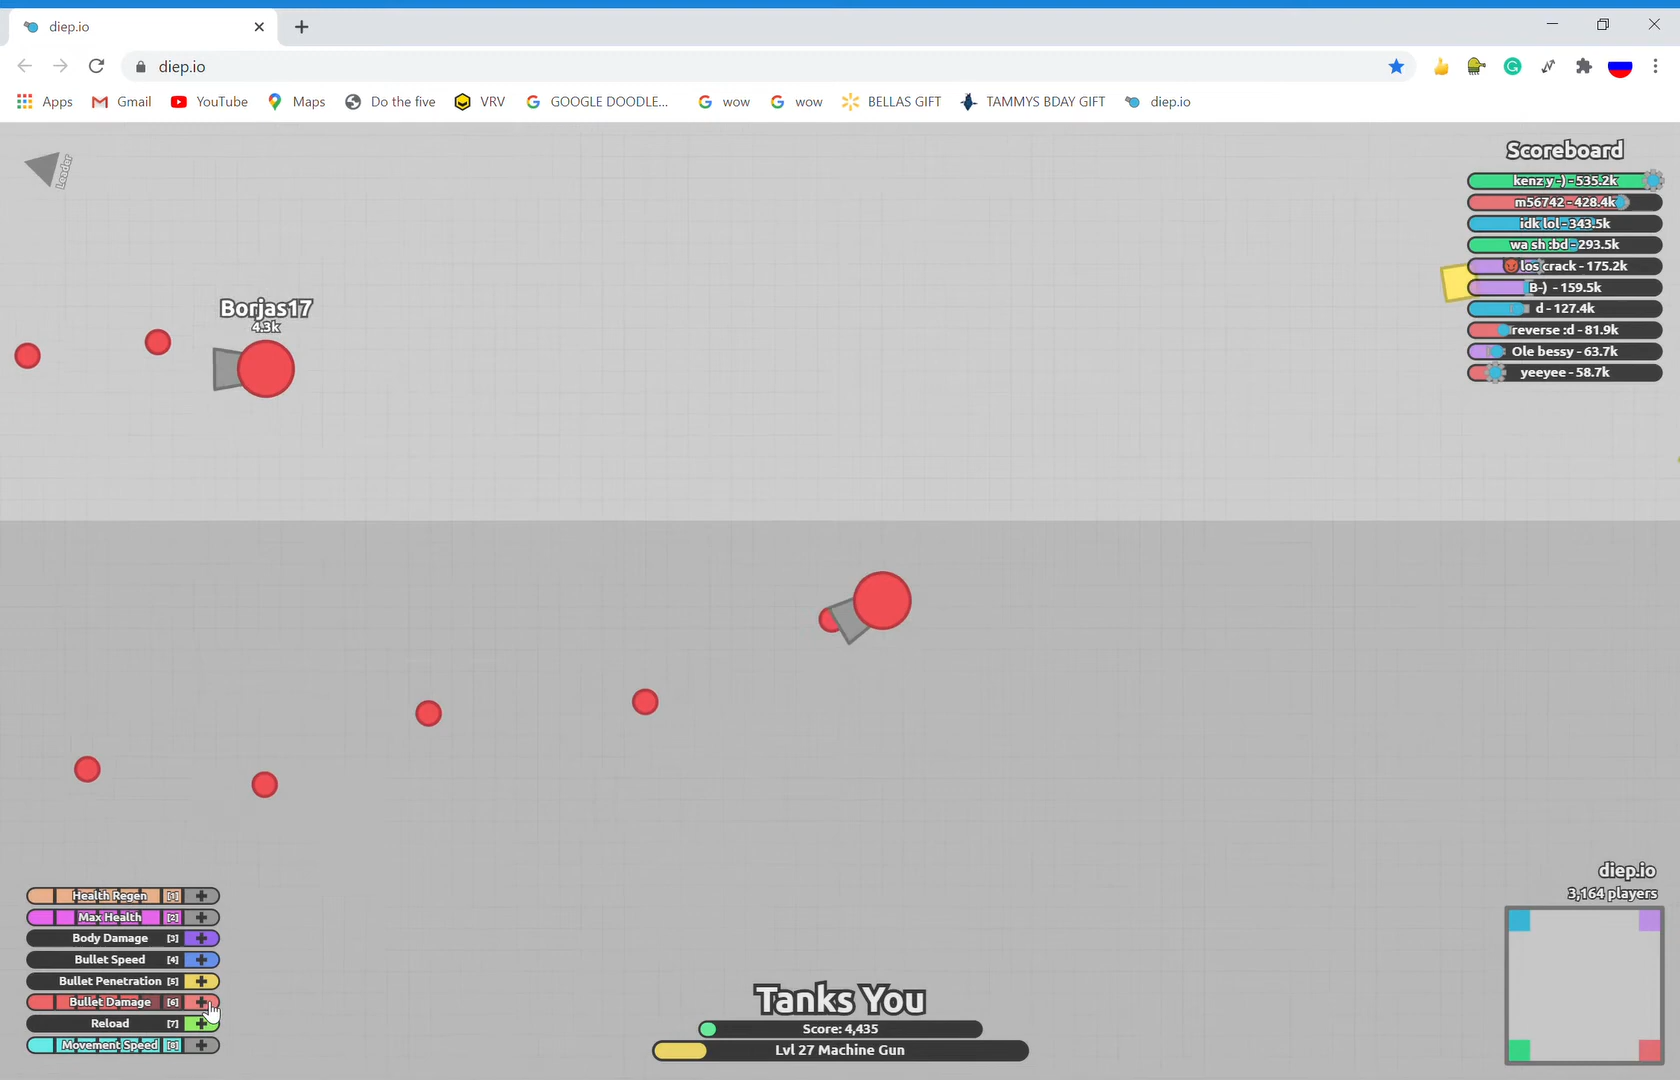 diep.io
diep.io
Apps Gmail YouTube Maps Do the five VRV GOOGLE DOODLE... wow wow BELLAS GIFT TAMMYS BDAY GIFT diep.io
Leader
Scoreboard
kenz y -) - 535.2k
m56742 - 428.4k
idk lol - 343.5k
wa sh :bd - 293.5k
los crack - 175.2k
B-) - 159.5k
d - 127.4k
reverse :d - 81.9k
Ole bessy - 63.7k
yeeyee - 58.7k
Borjas17
4.3k
Health Regen [1]
Max Health [2]
Body Damage [3]
Bullet Speed [4]
Bullet Penetration [5]
Bullet Damage [6]
Reload [7]
Movement Speed [8]
Tanks You
Score: 4,435
Lvl 27 Machine Gun
diep.io
3,164 players